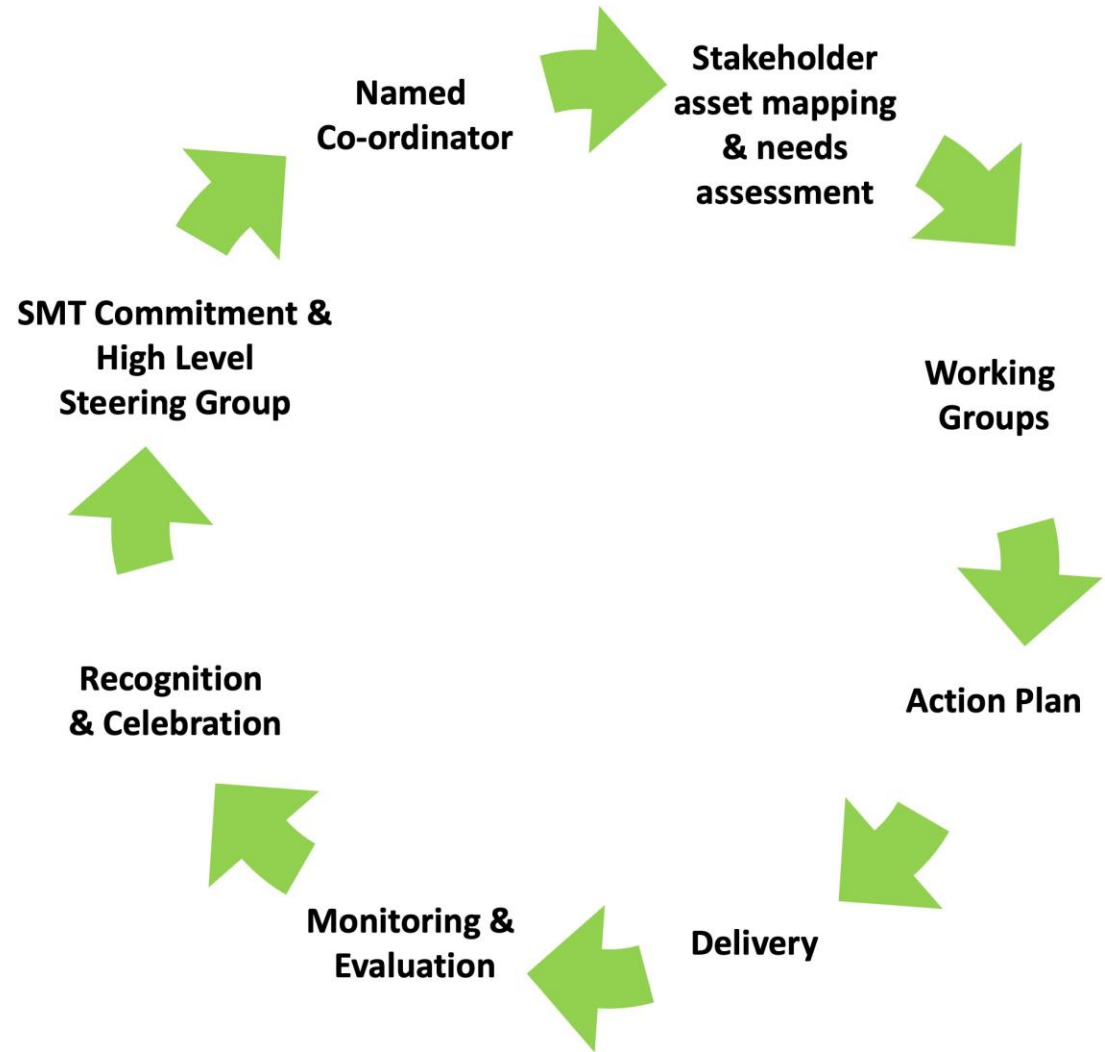 Named
Co-ordinator
Stakeholder
asset mapping
& needs
assessment
Working
Groups
Action Plan
Delivery
Monitoring &
Evaluation
Recognition
& Celebration
SMT Commitment &
High Level
Steering Group